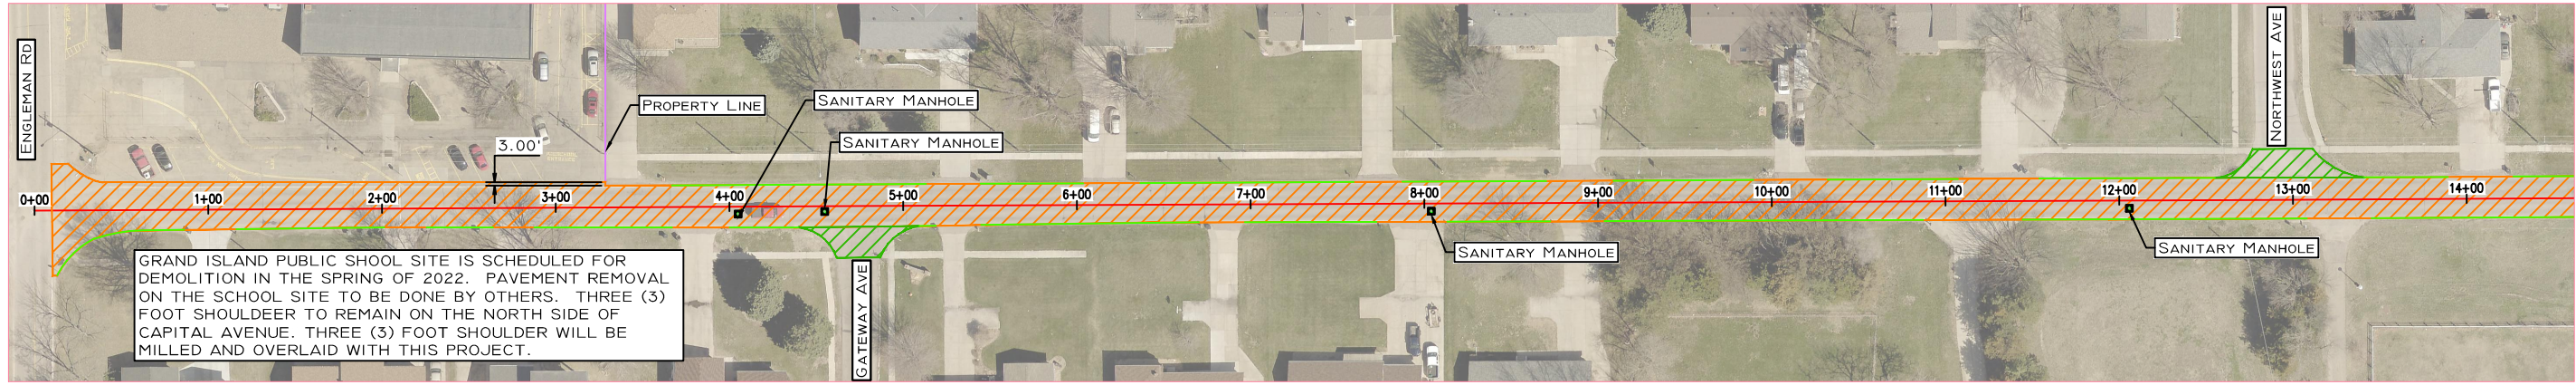 ENGLEMAN RD
NORTHWEST AVE
PROPERTY LINE
SANITARY MANHOLE
SANITARY MANHOLE
3.00'
0+00
1+00
2+00
3+00
4+00
5+00
6+00
7+00
8+00
9+00
10+00
11+00
12+00
13+00
14+00
SANITARY MANHOLE
SANITARY MANHOLE
GRAND ISLAND PUBLIC SHOOL SITE IS SCHEDULED FOR
DEMOLITION IN THE SPRING OF 2022. PAVEMENT REMOVAL
ON THE SCHOOL SITE TO BE DONE BY OTHERS. THREE (3)
FOOT SHOULDEER TO REMAIN ON THE NORTH SIDE OF
CAPITAL AVENUE. THREE (3) FOOT SHOULDER WILL BE
MILLED AND OVERLAID WITH THIS PROJECT.
GATEWAY AVE